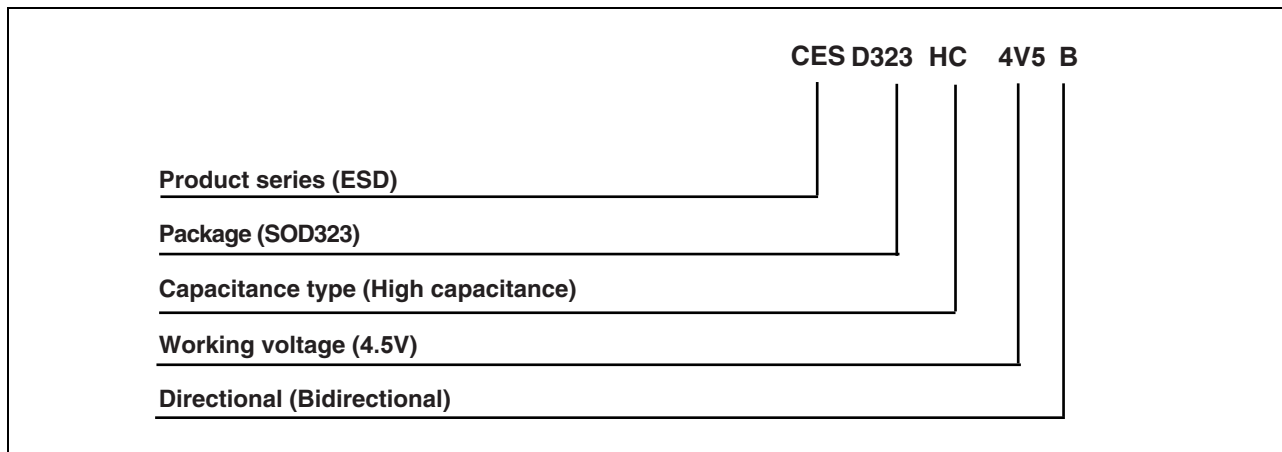 CES D323 HC 4V5 B
Product series (ESD)
Package (SOD323)
Capacitance type (High capacitance)
Working voltage (4.5V)
Directional (Bidirectional)